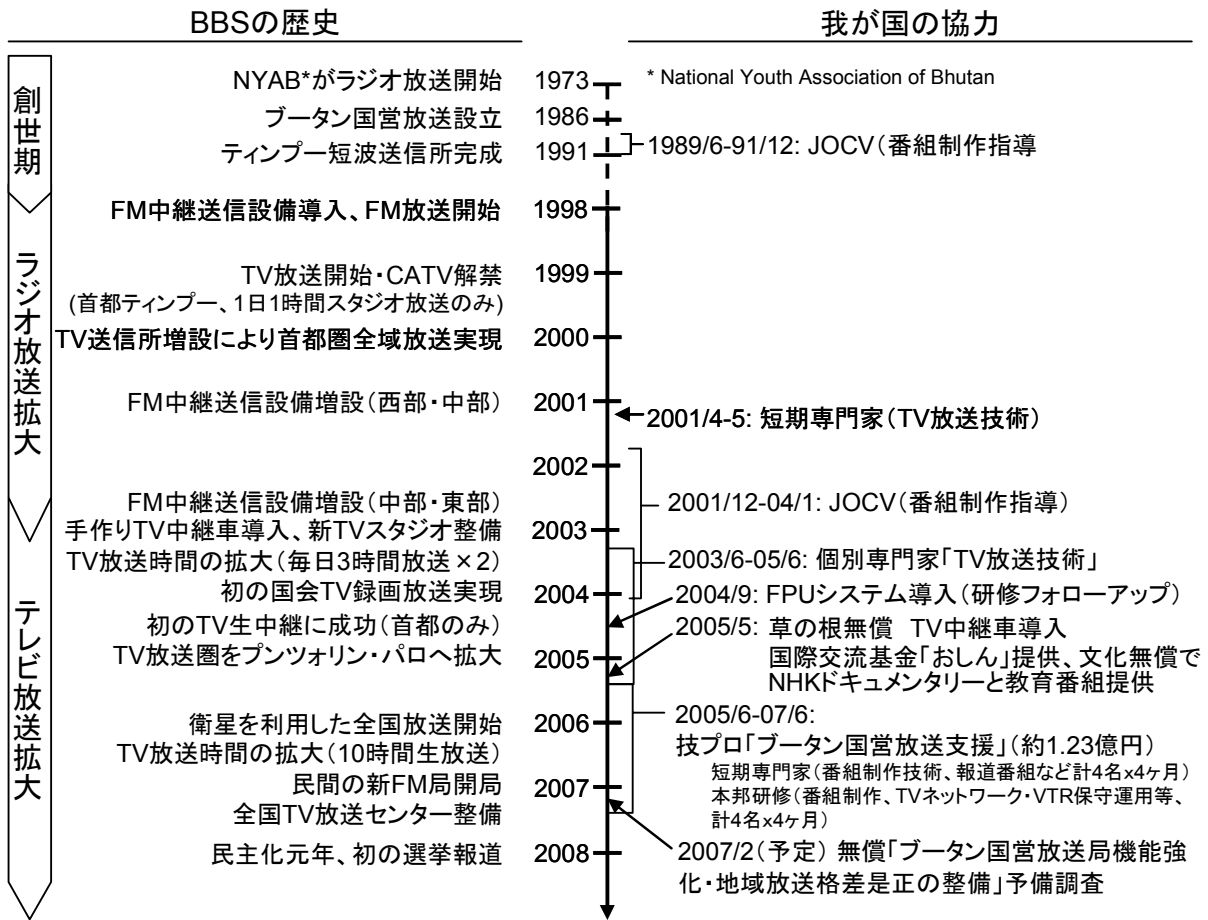 BBSの歴史
我が国の協力
創世期
NYAB*がラジオ放送開始 1973
* National Youth Association of Bhutan
ブータン国営放送設立 1986
1989/6-91/12: JOCV（番組制作指導
ティンプー短波送信所完成 1991
FM中継送信設備導入、FM放送開始 1998
ラジオ放送拡大
TV放送開始・CATV解禁 1999
(首都ティンプー、1日1時間スタジオ放送のみ)
TV送信所増設により首都圏全域放送実現 2000
FM中継送信設備増設（西部・中部） 2001
2001/4-5: 短期専門家（TV放送技術）
2002
FM中継送信設備増設（中部・東部）
2001/12-04/1: JOCV（番組制作指導）
手作りTV中継車導入、新TVスタジオ整備 2003
TV放送時間の拡大（毎日3時間放送×2）
2003/6-05/6: 個別専門家「TV放送技術」
テレビ放送拡大
初の国会TV録画放送実現 2004
2004/9: FPUシステム導入（研修フォローアップ）
初のTV生中継に成功（首都のみ）
2005/5: 草の根無償 TV中継車導入
TV放送圏をプンツォリン・パロへ拡大 2005
国際交流基金「おしん」提供、文化無償で
NHKドキュメンタリーと教育番組提供
衛星を利用した全国放送開始 2006
2005/6-07/6:
TV放送時間の拡大（10時間生放送）
技プロ「ブータン国営放送支援」（約1.23億円）
短期専門家（番組制作技術、報道番組など計4名x4ヶ月）
民間の新FM局開局 2007
本邦研修（番組制作、TVネットワーク・VTR保守運用等、
計4名x4ヶ月）
全国TV放送センター整備
民主化元年、初の選挙報道 2008
2007/2（予定） 無償「ブータン国営放送局機能強
化・地域放送格差是正の整備」予備調査